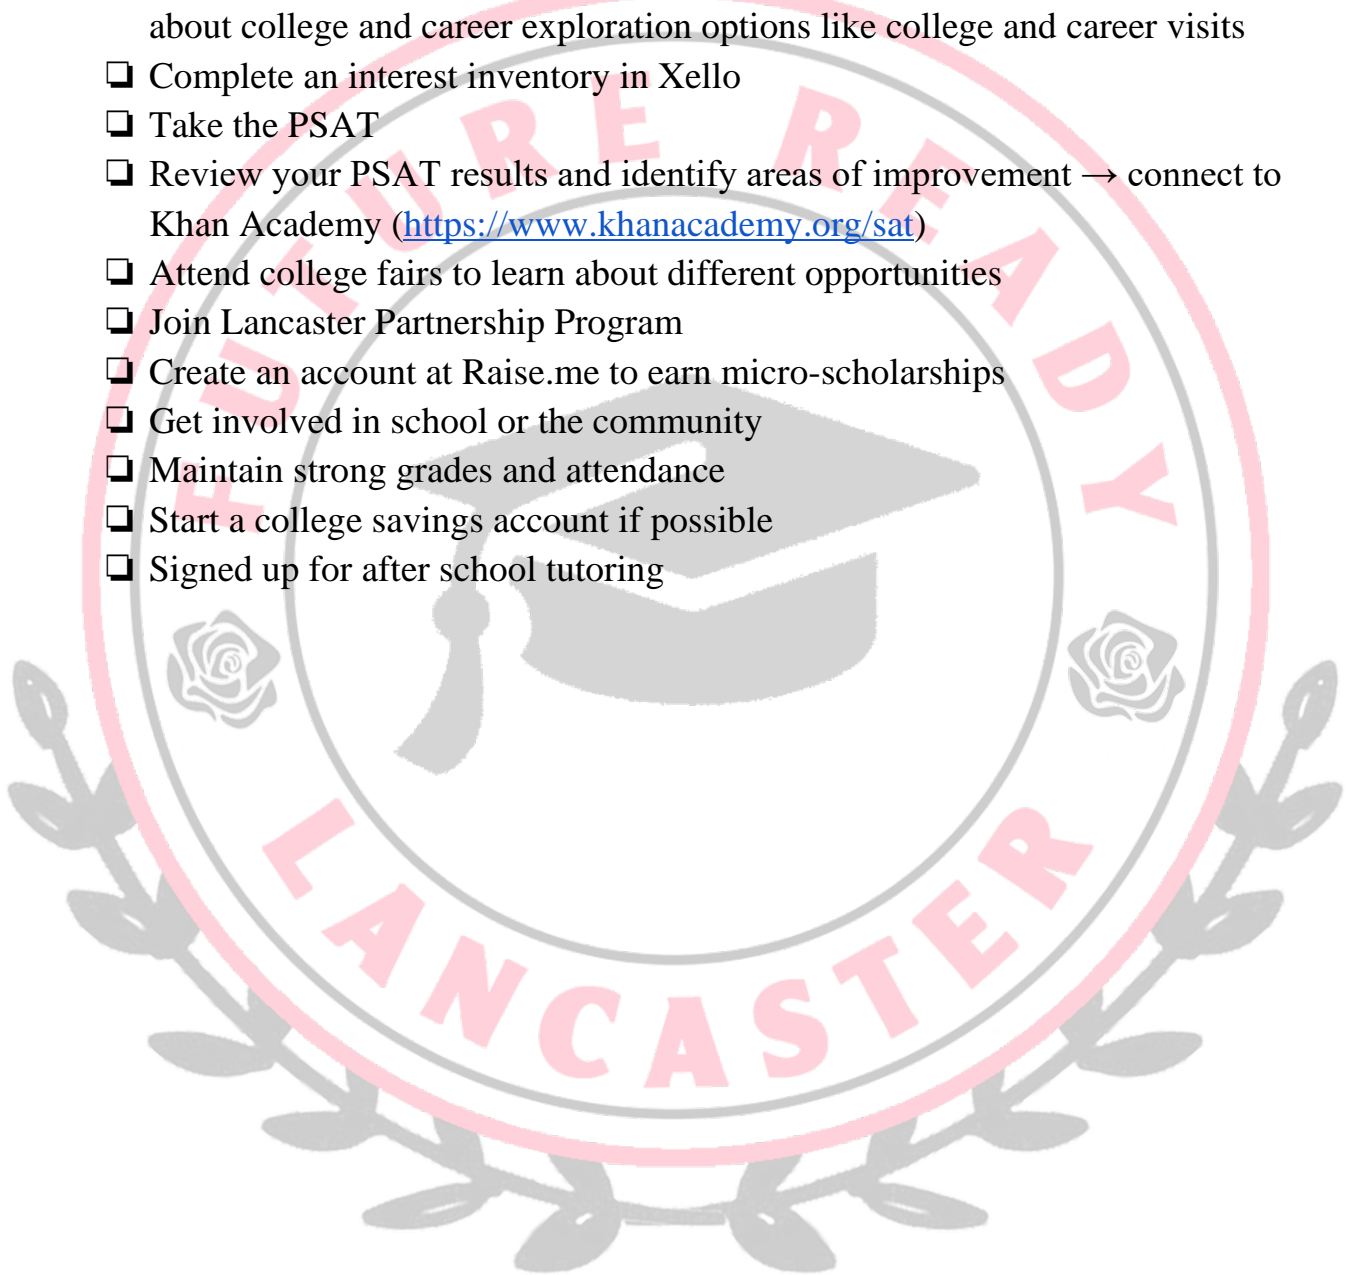 about college and career exploration options like college and career visits
❏ Complete an interest inventory in Xello
❏ Take the PSAT
❏ Review your PSAT results and identify areas of improvement → connect to
Khan Academy (https://www.khanacademy.org/sat)
❏ Attend college fairs to learn about different opportunities
❏ Join Lancaster Partnership Program
❏ Create an account at Raise.me to earn micro-scholarships
❏ Get involved in school or the community
❏ Maintain strong grades and attendance
❏ Start a college savings account if possible
❏ Signed up for after school tutoring
FUTURE READY
LANCASTER